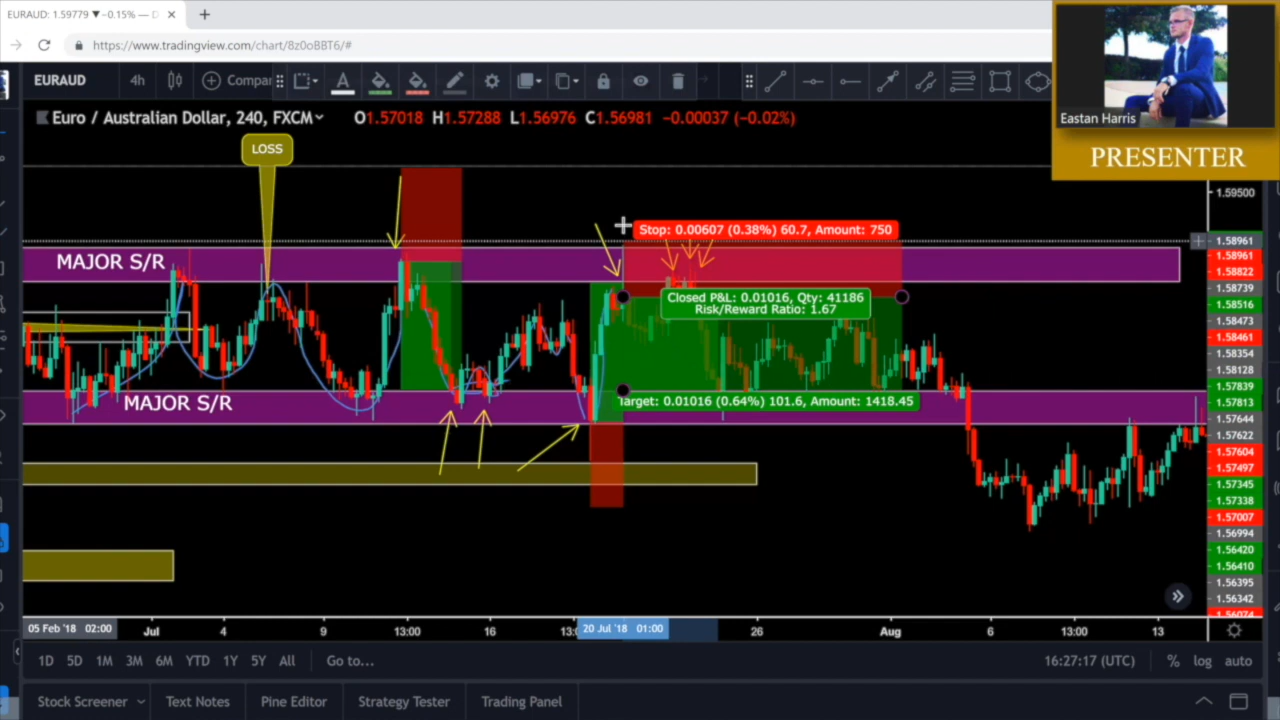 EURAUD: 1.59779 ▼ −0.15% —
https://www.tradingview.com/chart/8z0oBBT6/#
EURAUD 4h Compar
Euro / Australian Dollar, 240, FXCM O1.57018 H1.57288 L1.56976 C1.56981 −0.00037 (−0.02%)
Eastan Harris
PRESENTER
LOSS
MAJOR S/R
MAJOR S/R
Stop: 0.00607 (0.38%) 60.7, Amount: 750
Closed P&L: 0.01016, Qty: 41186
Risk/Reward Ratio: 1.67
Target: 0.01016 (0.64%) 101.6, Amount: 1418.45
1.59500
1.58961
1.58961
1.58822
1.58739
1.58516
1.58473
1.58461
1.58354
1.58128
1.57839
1.57813
1.57644
1.57622
1.57604
1.57497
1.57345
1.57338
1.57007
1.56994
1.56420
1.56410
1.56395
1.56342
1.56074
05 Feb '18 02:00 Jul 4 9 13:00 16 20 Jul '18 01:00 26 Aug 6 13:00 13
1D 5D 1M 3M 6M YTD 1Y 5Y All Go to... 16:27:17 (UTC) % log auto
Stock Screener Text Notes Pine Editor Strategy Tester Trading Panel